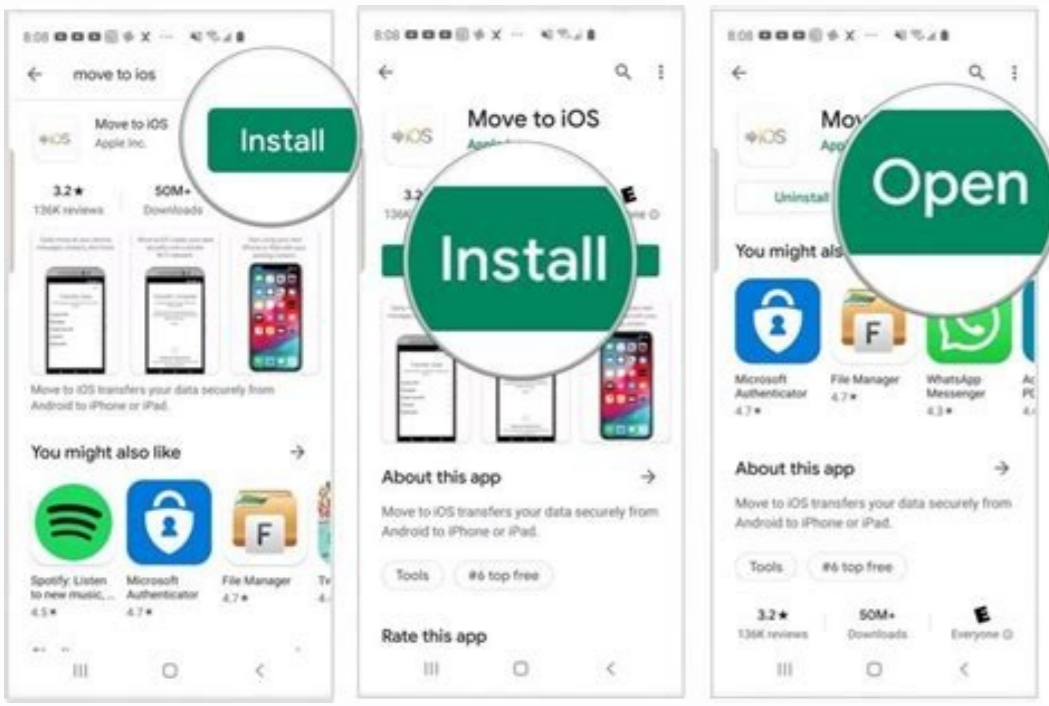 8:08
move to ios
Move to iOS
Apple Inc.
Install
3.2★
50M+
136K reviews
Downloads
Move to iOS transfers your data securely from
Android to iPhone or iPad.
You might also like
Spotify: Listen
to new music, ...
4.5★
Microsoft
Authenticator
4.7★
File Manager
4.7★
8:08
Move to iOS
3.2
136K
Install
About this app
Move to iOS transfers your data securely from
Android to iPhone or iPad.
Tools
#6 top free
Rate this app
8:08
Mov
App
Uninstall
Open
You might als
Microsoft
Authenticator
4.7★
File Manager
4.7★
WhatsApp
Messenger
4.3★
About this app
Move to iOS transfers your data securely from
Android to iPhone or iPad.
Tools
#6 top free
3.2★
50M+
E
136K reviews
Downloads
Everyone